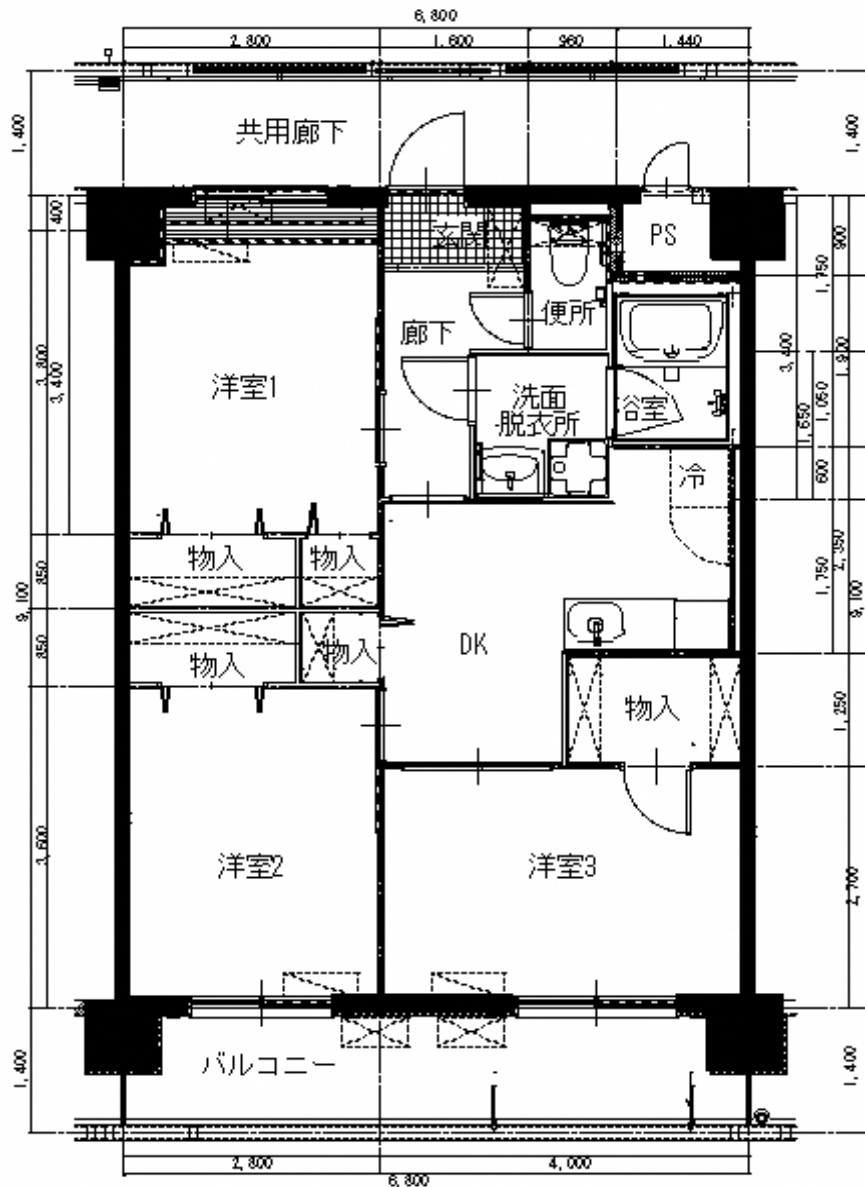 6,800
2,800
1,600
960
1,440
1,400
共用廊下
1,400
400
玄関
PS
900
1,750
便所
廊下
3,800
3,400
洋室1
洗面
脱衣所
浴室
3,400
1,900
1,650
1,050
600
冷
物入
物入
850
9,100
850
物入
物入
DK
1,750
2,350
9,100
物入
1,250
3,600
洋室2
洋室3
2,700
1,400
バルコニー
1,400
2,800
4,000
6,800